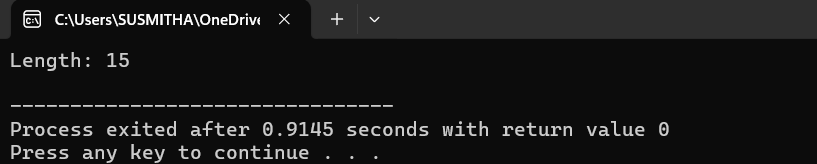 C:\Users\SUSMITHA\OneDrive
Length: 15
--------------------------------
Process exited after 0.9145 seconds with return value 0
Press any key to continue . . .